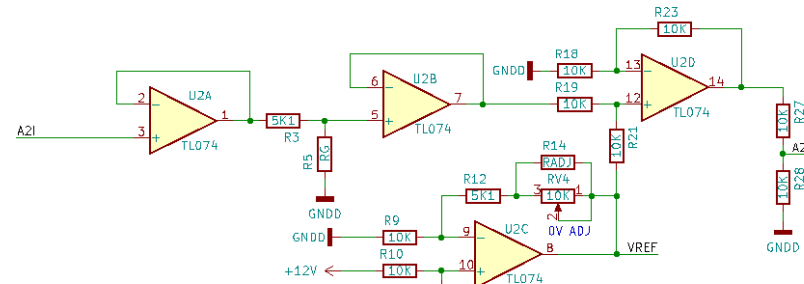 R23
10K
R18
GNDD
10K
13
U2D
14
R19
10K
12
TL074
U2B
6
7
5
TL074
U2A
2
1
3
TL074
A2I
5K1
R3
R5
RG
GNDD
R21
10K
R27
10K
A2
R28
10K
GNDD
R14
RADJ
R12
RV4
5K1
3
10K
1
2
0V ADJ
R9
GNDD
10K
9
U2C
8
VREF
R10
+12V
10K
10
TL074